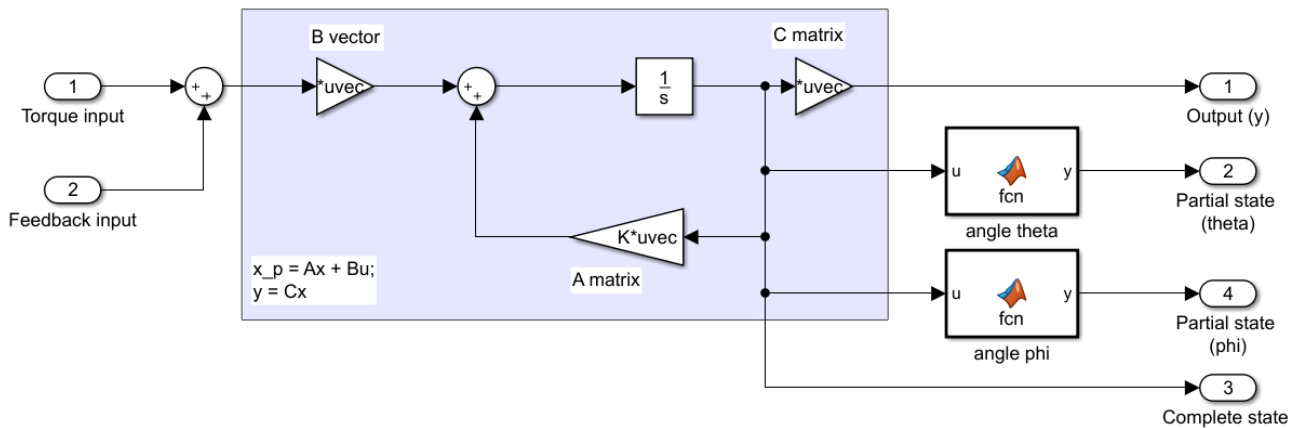 B vector
C matrix
1
Torque input
+
+
*uvec
+
+
1
s
*uvec
1
Output (y)
2
Feedback input
u
fcn
y
angle theta
2
Partial state
(theta)
K*uvec
A matrix
x_p = Ax + Bu;
y = Cx
u
fcn
y
angle phi
4
Partial state
(phi)
3
Complete state